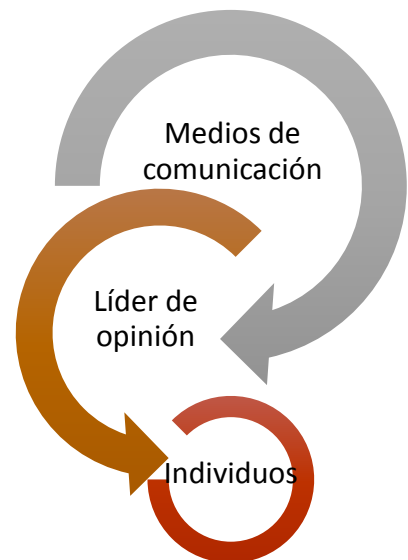 Medios de
comunicación
Líder de
opinión
Individuos